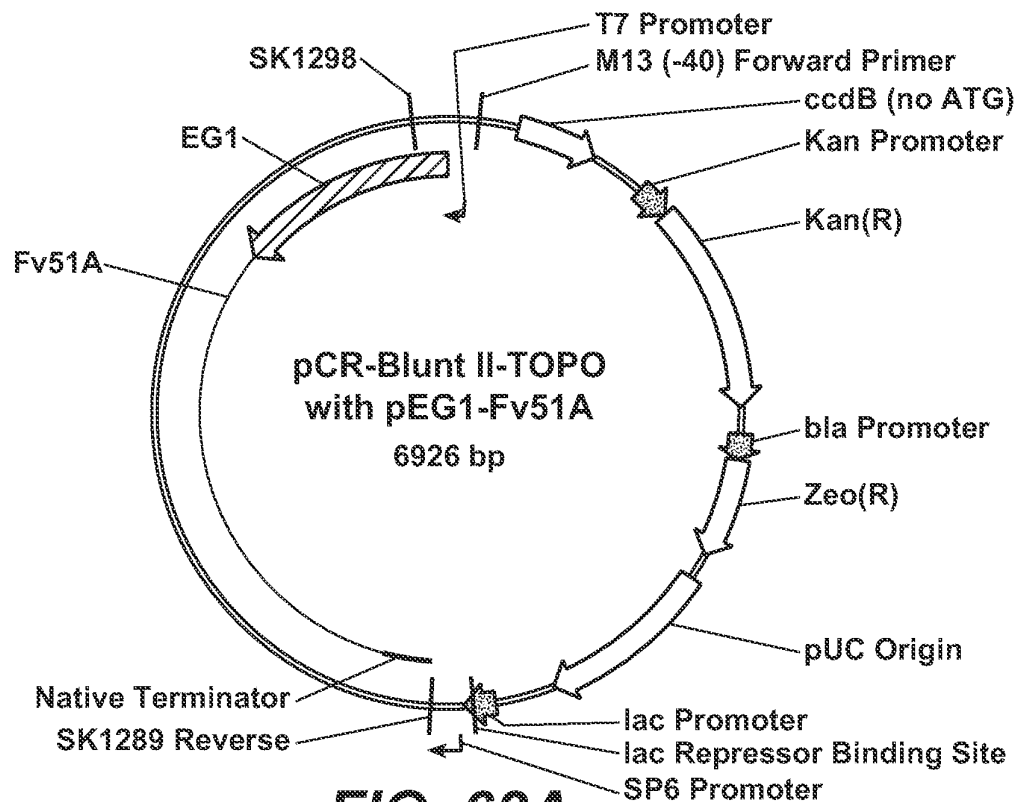 T7 Promoter
SK1298
M13 (-40) Forward Primer
ccdB (no ATG)
EG1
Kan Promoter
Kan(R)
Fv51A
pCR-Blunt II-TOPO
with pEG1-Fv51A
6926 bp
bla Promoter
Zeo(R)
pUC Origin
Native Terminator
lac Promoter
SK1289 Reverse
lac Repressor Binding Site
SP6 Promoter